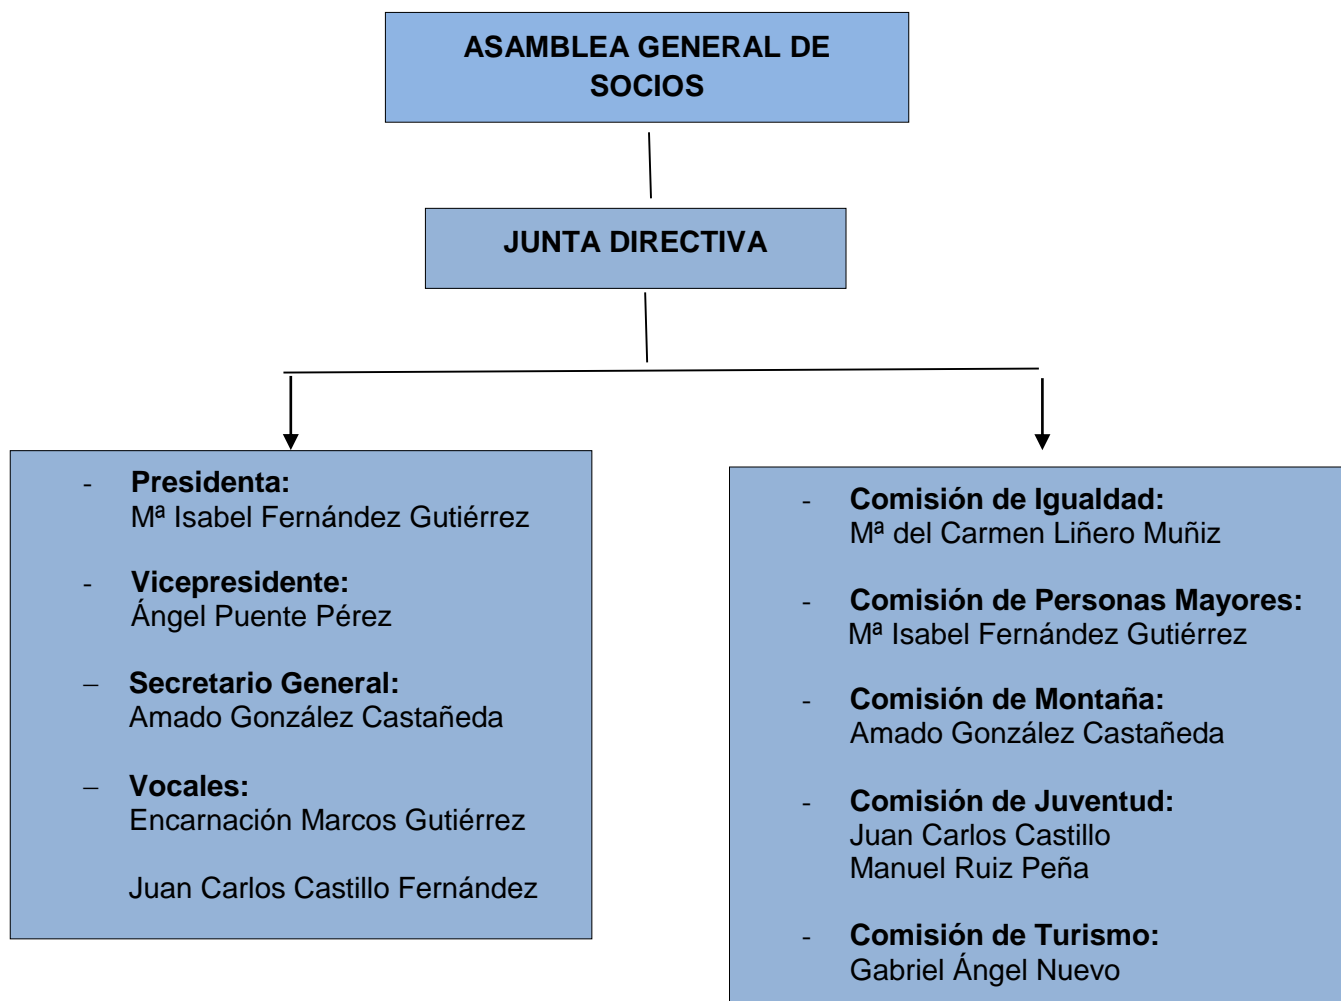 ASAMBLEA GENERAL DE
SOCIOS
JUNTA DIRECTIVA
- Presidenta:
Mª Isabel Fernández Gutiérrez
- Vicepresidente:
Ángel Puente Pérez
– Secretario General:
Amado González Castañeda
– Vocales:
Encarnación Marcos Gutiérrez
Juan Carlos Castillo Fernández
- Comisión de Igualdad:
Mª del Carmen Liñero Muñiz
- Comisión de Personas Mayores:
Mª Isabel Fernández Gutiérrez
- Comisión de Montaña:
Amado González Castañeda
- Comisión de Juventud:
Juan Carlos Castillo
Manuel Ruiz Peña
- Comisión de Turismo:
Gabriel Ángel Nuevo